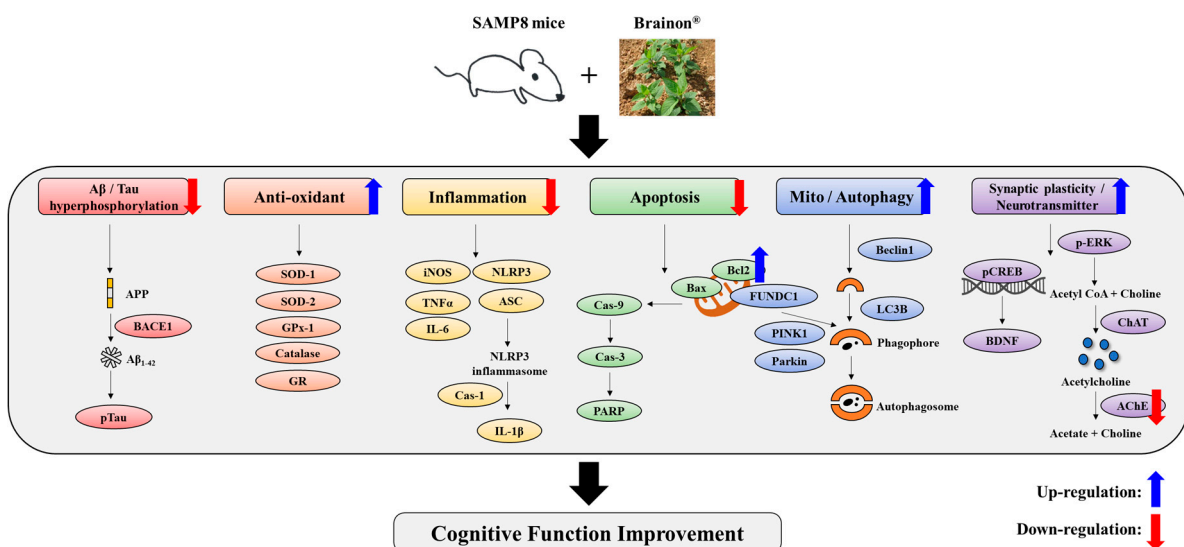 SAMP8 mice
Brainon®
+
Aβ / Tau
hyperphosphorylation
APP
BACE1
Aβ1-42
pTau
Anti-oxidant
SOD-1
SOD-2
GPx-1
Catalase
GR
Inflammation
iNOS
NLRP3
TNFα
ASC
IL-6
NLRP3
inflammasome
Cas-1
IL-1β
Apoptosis
Bcl2
Bax
Cas-9
Cas-3
PARP
Mito / Autophagy
Beclin1
FUNDC1
LC3B
PINK1
Phagophore
Parkin
Autophagosome
Synaptic plasticity /
Neurotransmitter
p-ERK
pCREB
Acetyl CoA + Choline
ChAT
BDNF
Acetylcholine
AChE
Acetate + Choline
Up-regulation:
Down-regulation:
Cognitive Function Improvement